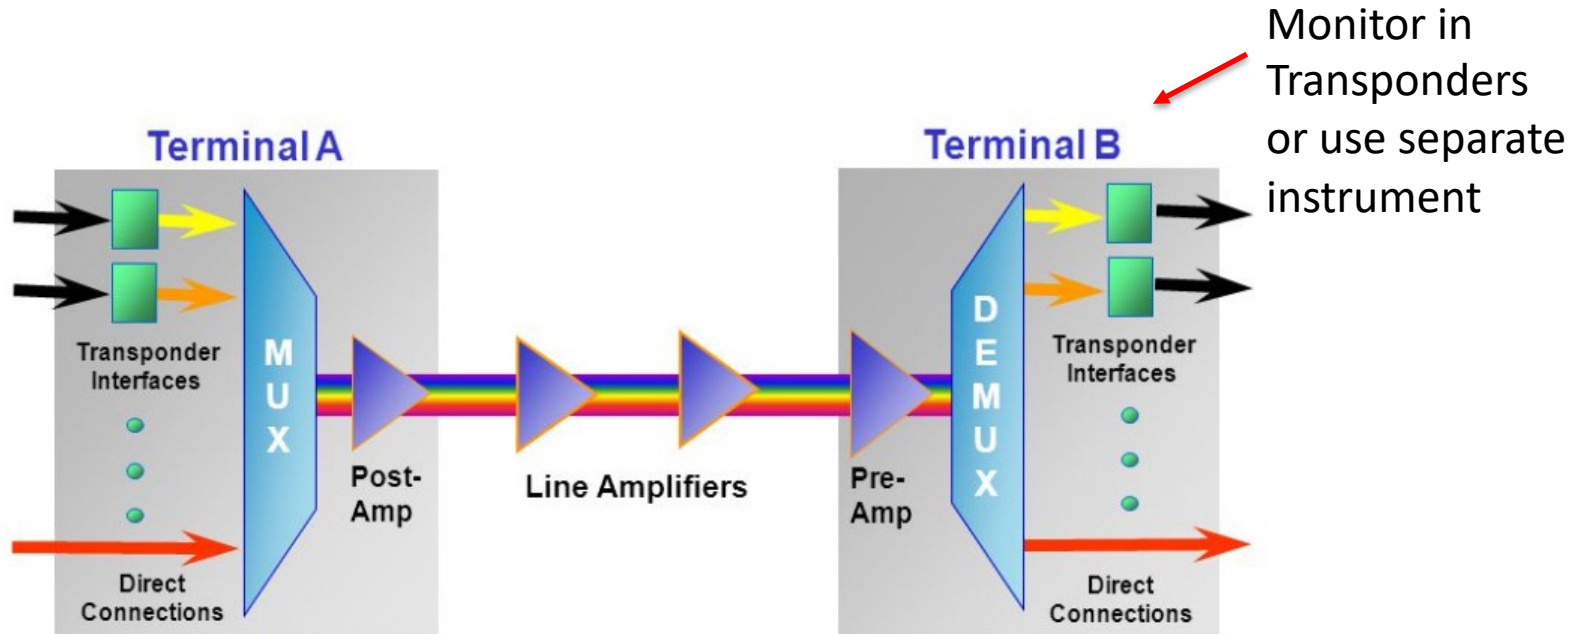 Monitor in
Transponders
or use separate
instrument
Terminal A
Terminal B
Transponder
Interfaces
M
U
X
Post-
Amp
Line Amplifiers
Pre-
Amp
D
E
M
U
X
Transponder
Interfaces
Direct
Connections
Direct
Connections